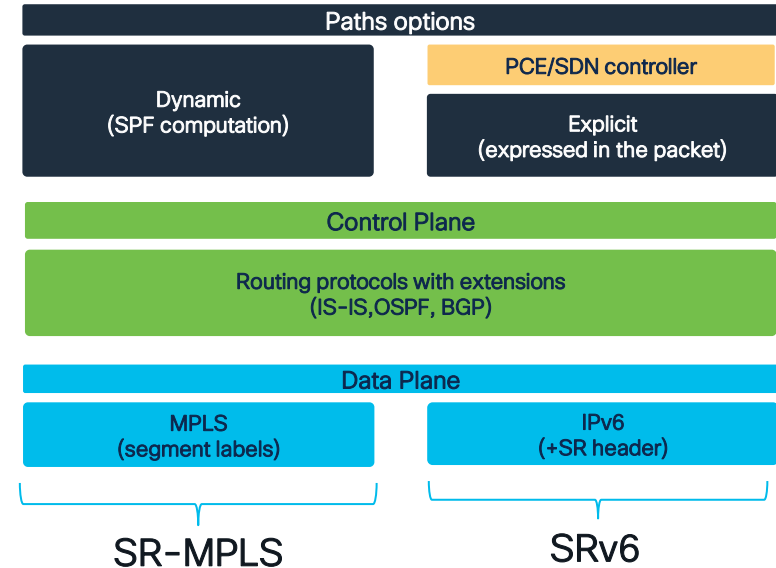 Paths options
Dynamic
(SPF computation)
PCE/SDN controller
Explicit
(expressed in the packet)
Control Plane
Routing protocols with extensions
(IS-IS,OSPF, BGP)
Data Plane
MPLS
(segment labels)
IPv6
(+SR header)
SR-MPLS
SRv6